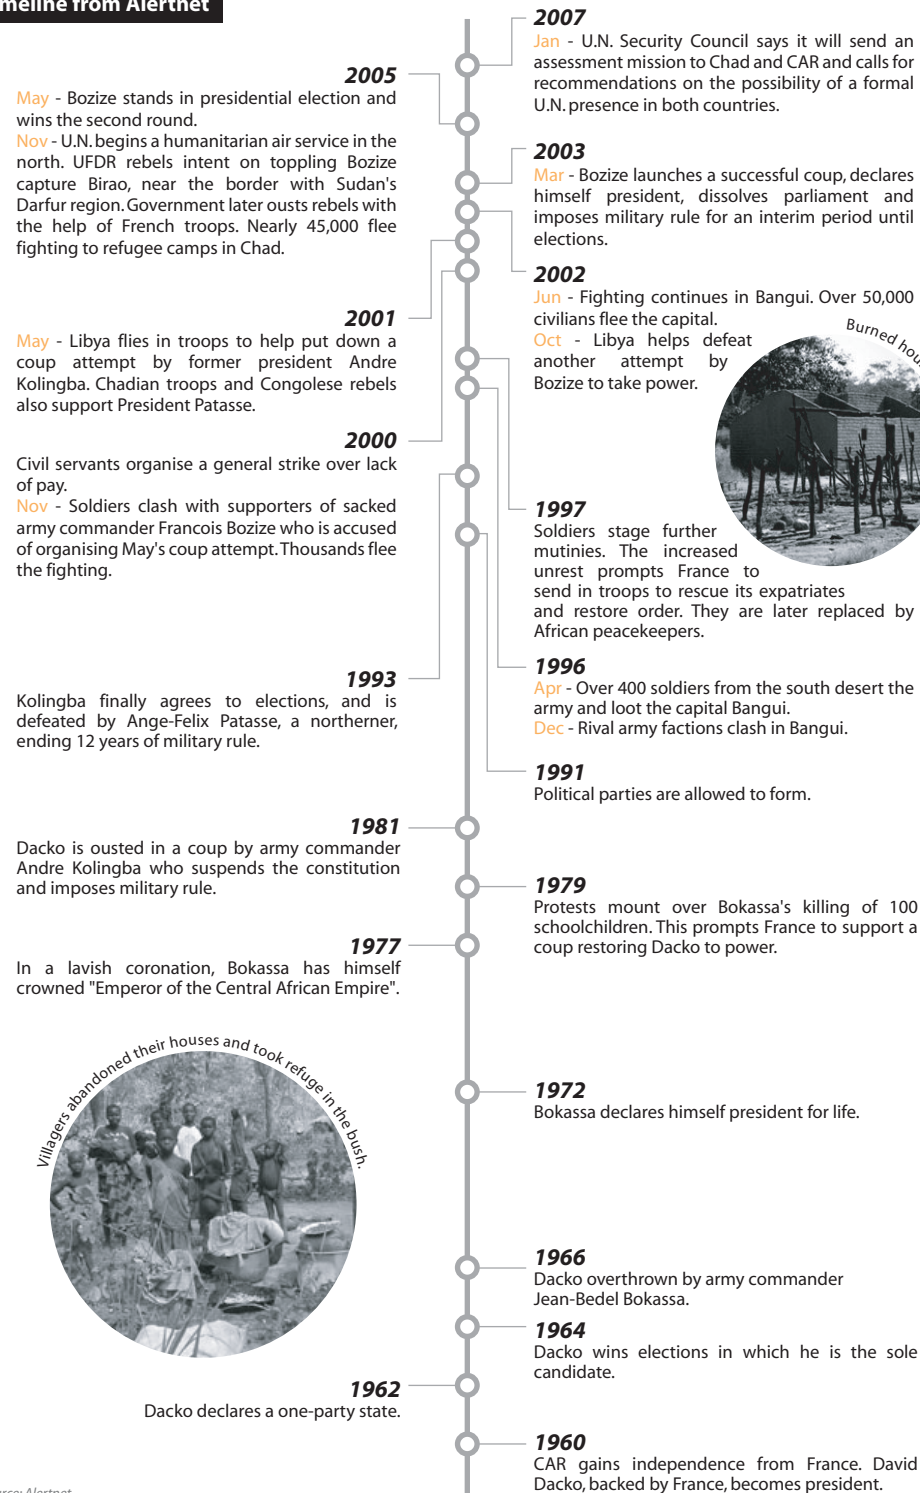 meline from Alertnet
2007
Jan - U.N. Security Council says it will send an
assessment mission to Chad and CAR and calls for
recommendations on the possibility of a formal
U.N. presence in both countries.
2005
May - Bozize stands in presidential election and
wins the second round.
Nov - U.N. begins a humanitarian air service in the
north. UFDR rebels intent on toppling Bozize
capture Birao, near the border with Sudan's
Darfur region. Government later ousts rebels with
the help of French troops. Nearly 45,000 flee
fighting to refugee camps in Chad.
2003
Mar - Bozize launches a successful coup, declares
himself president, dissolves parliament and
imposes military rule for an interim period until
elections.
2002
Jun - Fighting continues in Bangui. Over 50,000
civilians flee the capital.
Oct - Libya helps defeat
another attempt by
Bozize to take power.
Burned hou
2001
May - Libya flies in troops to help put down a
coup attempt by former president Andre
Kolingba. Chadian troops and Congolese rebels
also support President Patasse.
2000
Civil servants organise a general strike over lack
of pay.
Nov - Soldiers clash with supporters of sacked
army commander Francois Bozize who is accused
of organising May's coup attempt. Thousands flee
the fighting.
1997
Soldiers stage further
mutinies. The increased
unrest prompts France to
send in troops to rescue its expatriates
and restore order. They are later replaced by
African peacekeepers.
1996
Apr - Over 400 soldiers from the south desert the
army and loot the capital Bangui.
Dec - Rival army factions clash in Bangui.
1993
Kolingba finally agrees to elections, and is
defeated by Ange-Felix Patasse, a northerner,
ending 12 years of military rule.
1991
Political parties are allowed to form.
1981
Dacko is ousted in a coup by army commander
Andre Kolingba who suspends the constitution
and imposes military rule.
1979
Protests mount over Bokassa's killing of 100
schoolchildren. This prompts France to support a
coup restoring Dacko to power.
1977
In a lavish coronation, Bokassa has himself
crowned "Emperor of the Central African Empire".
Villagers abandoned their houses and took refuge in the bush.
1972
Bokassa declares himself president for life.
1966
Dacko overthrown by army commander
Jean-Bedel Bokassa.
1964
Dacko wins elections in which he is the sole
candidate.
1962
Dacko declares a one-party state.
1960
CAR gains independence from France. David
Dacko, backed by France, becomes president.
urce: Alertnet